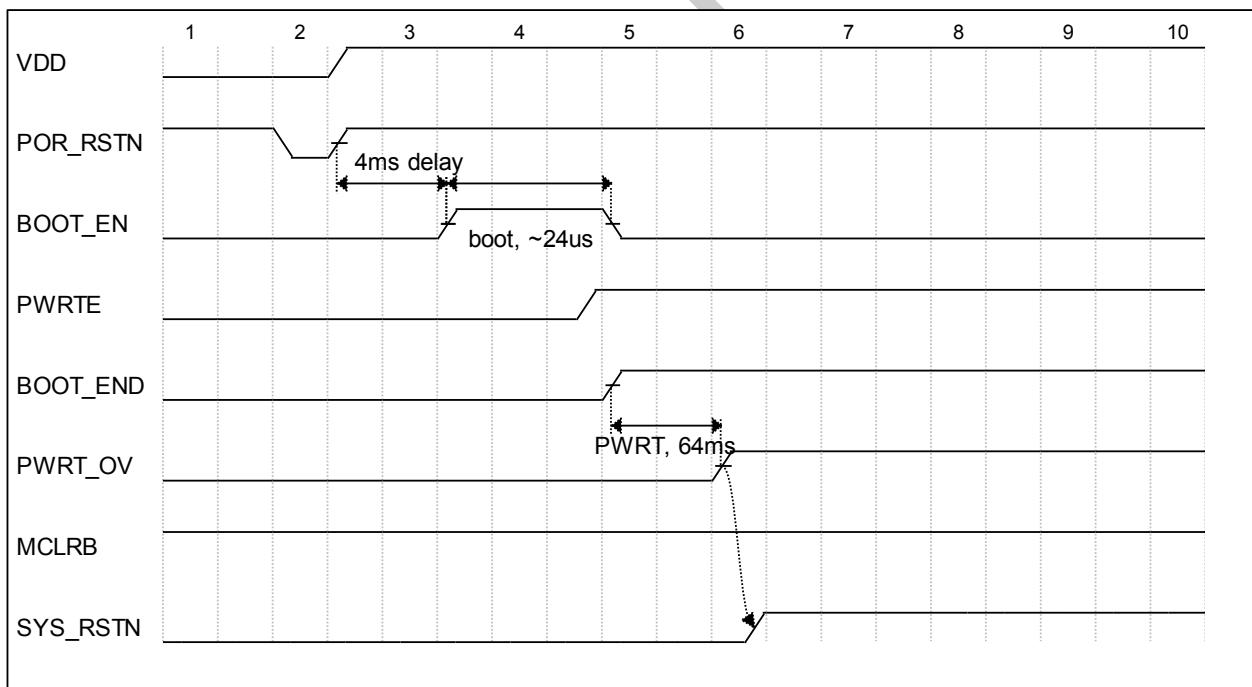 1 2 3 4 5 6 7 8 9 10
VDD
POR_RSTN
4ms delay
BOOT_EN
boot, ~24us
PWRTE
BOOT_END
PWRT, 64ms
PWRT_OV
MCLRB
SYS_RSTN